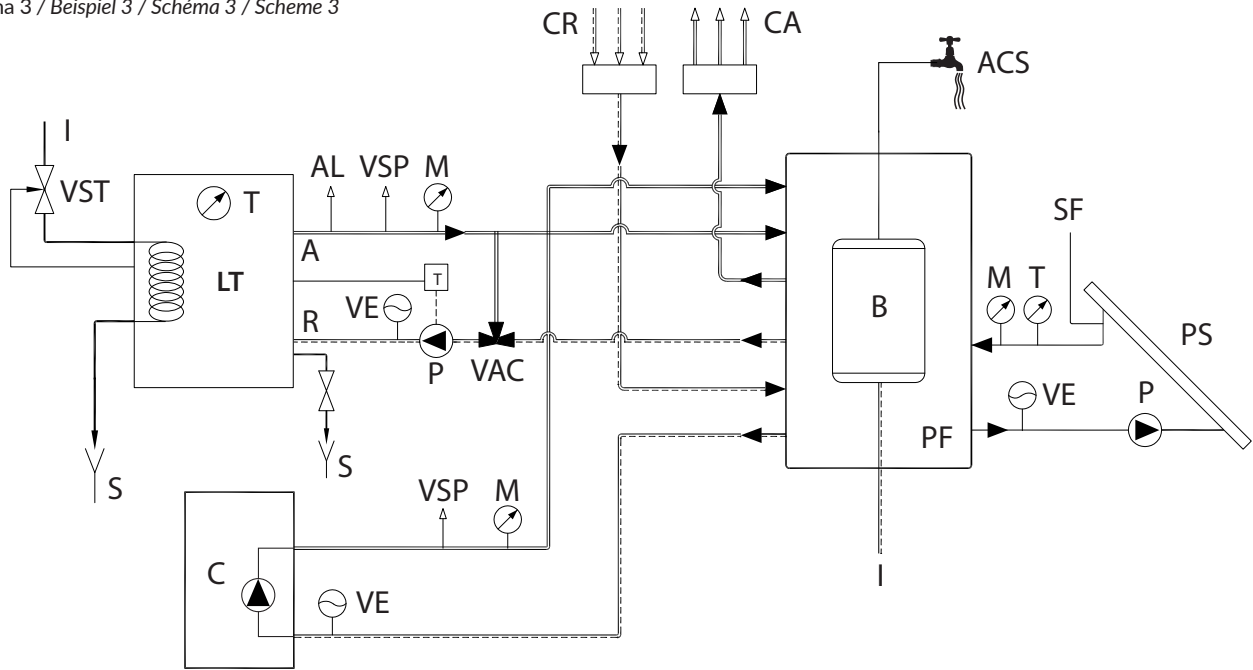 na 3 / Beispiel 3 / Schéma 3 / Scheme 3
CR
CA
ACS
I
VST
T
AL
VSP
M
A
LT
T
R
VE
P
VAC
S
S
SF
M
T
B
PS
VE
P
PF
VSP
M
C
VE
I